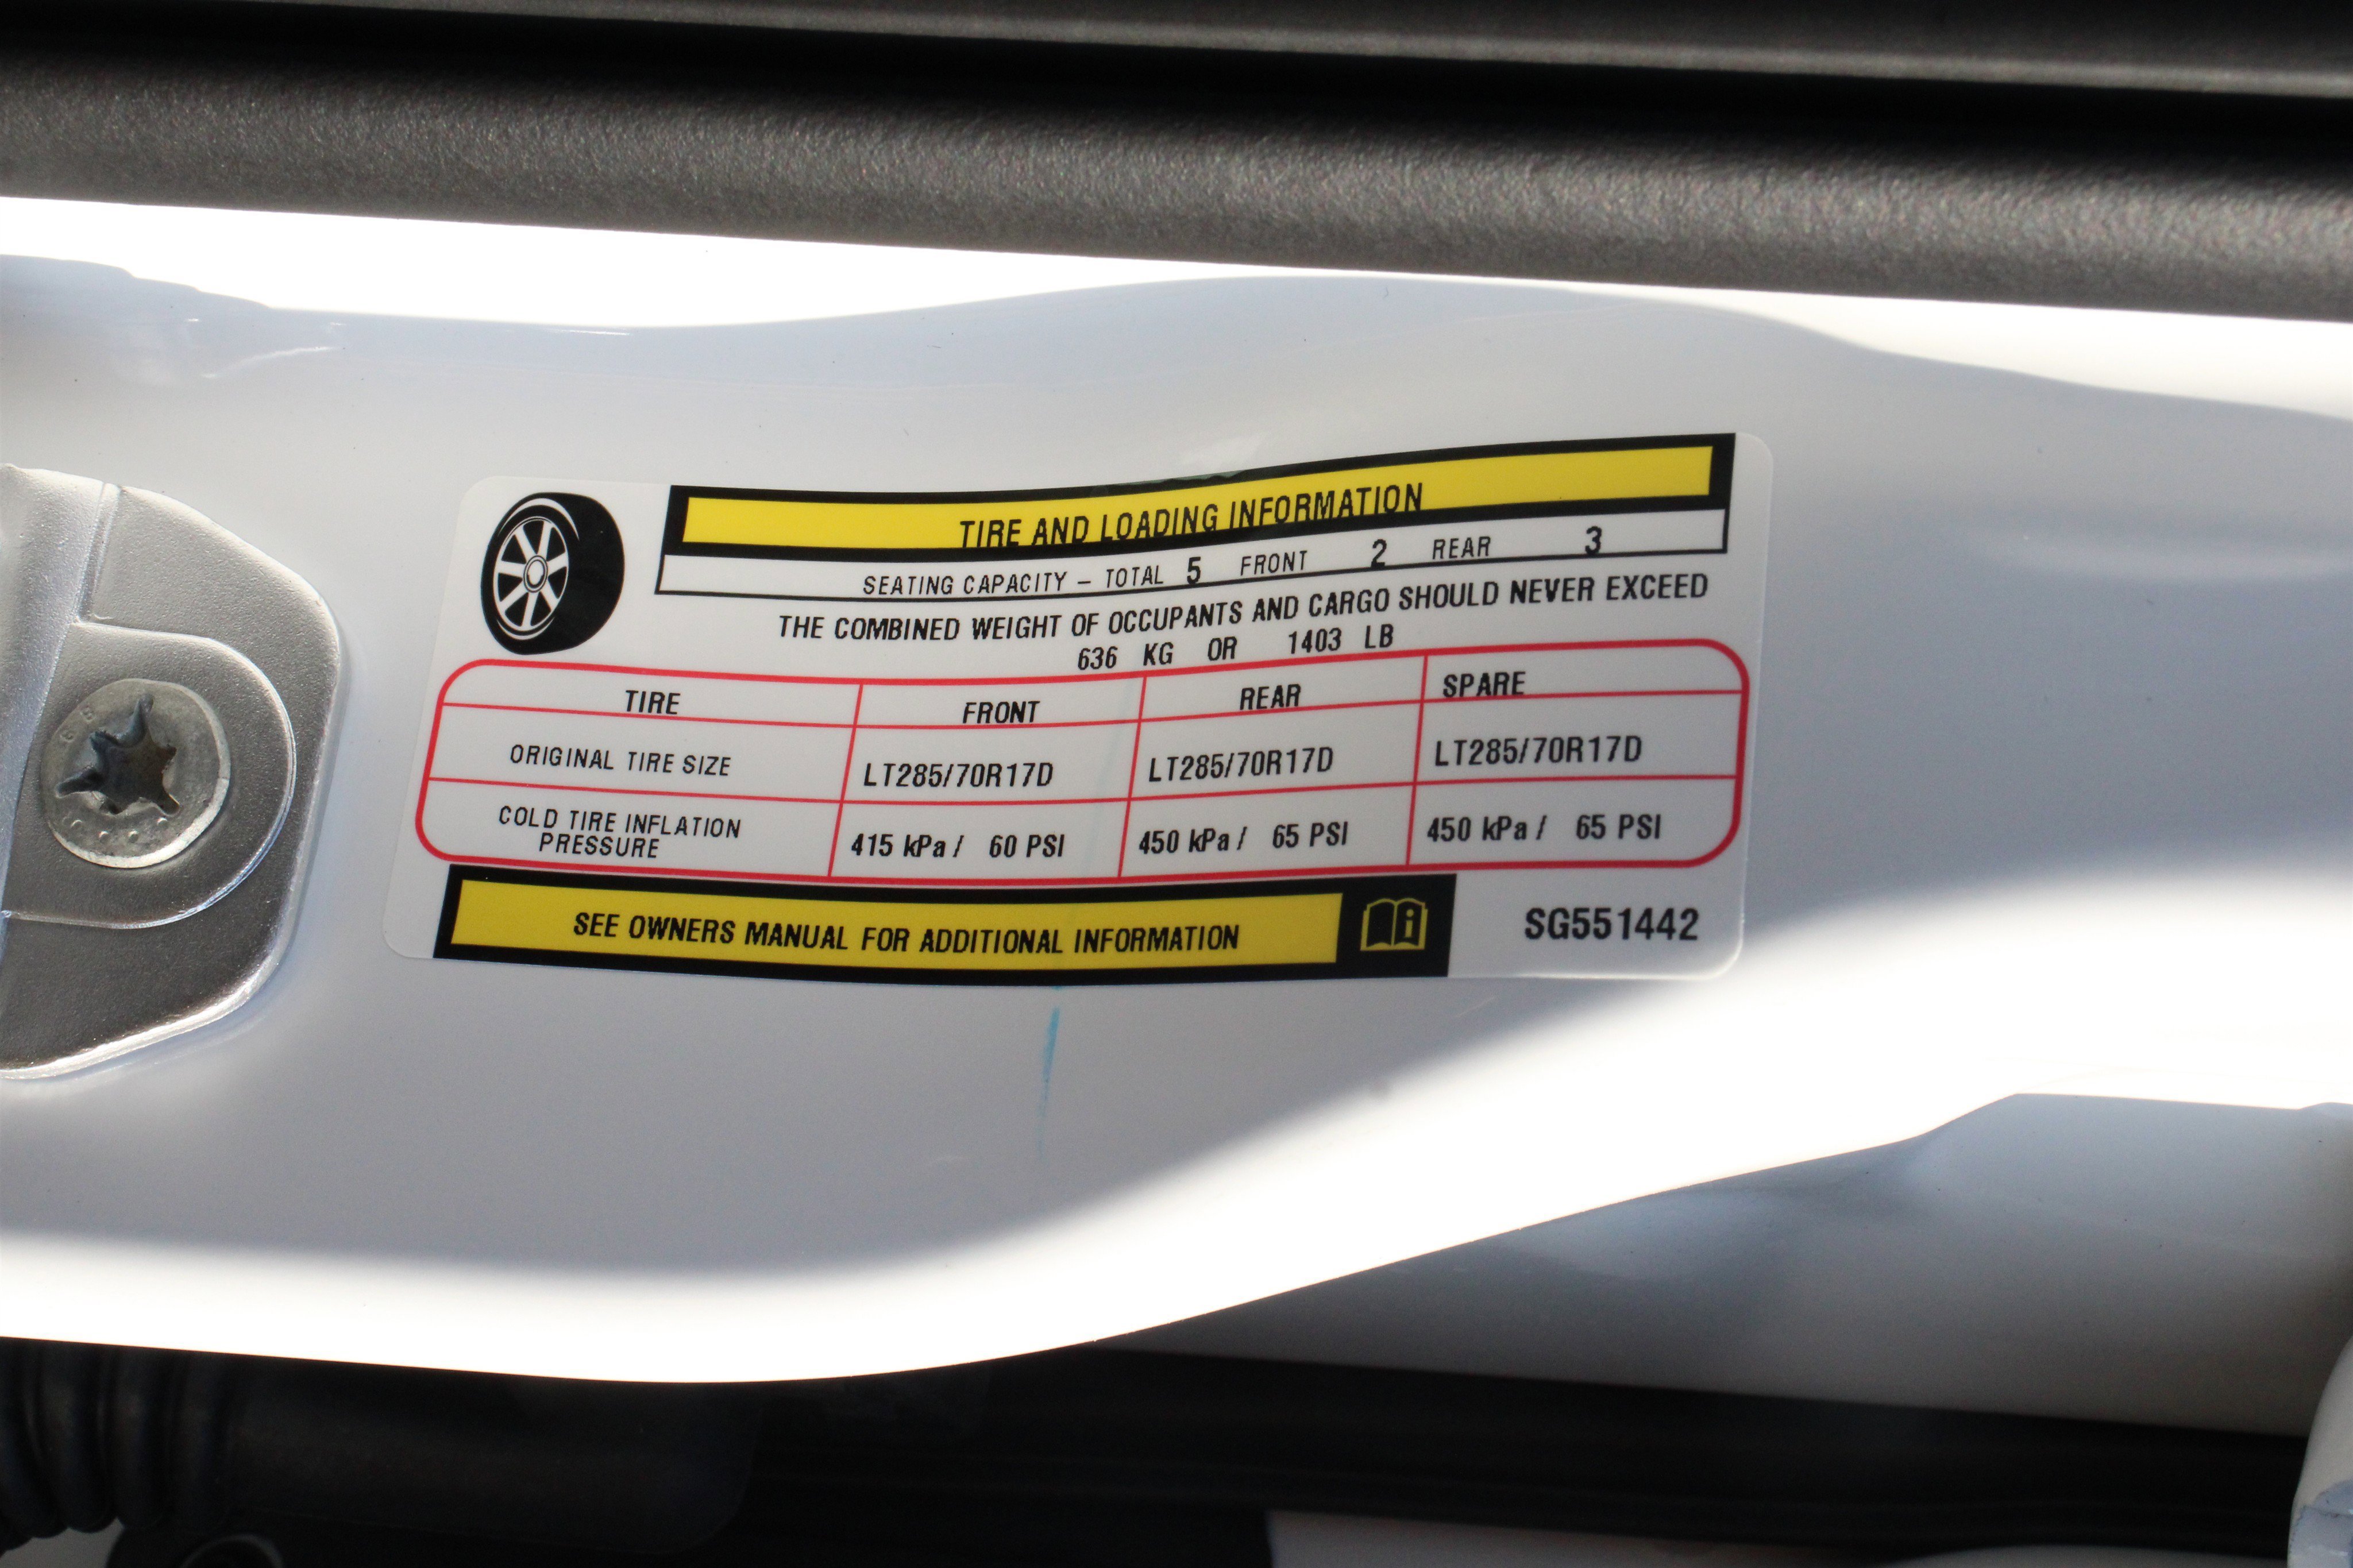 TIRE AND LOADING INFORMATION
SEATING CAPACITY – TOTAL 5 FRONT 2 REAR 3
THE COMBINED WEIGHT OF OCCUPANTS AND CARGO SHOULD NEVER EXCEED
636 KG OR 1403 LB
TIRE FRONT REAR SPARE
ORIGINAL TIRE SIZE LT285/70R17D LT285/70R17D LT285/70R17D
COLD TIRE INFLATION
PRESSURE 415 kPa / 60 PSI 450 kPa / 65 PSI 450 kPa / 65 PSI
SEE OWNERS MANUAL FOR ADDITIONAL INFORMATION
SG551442